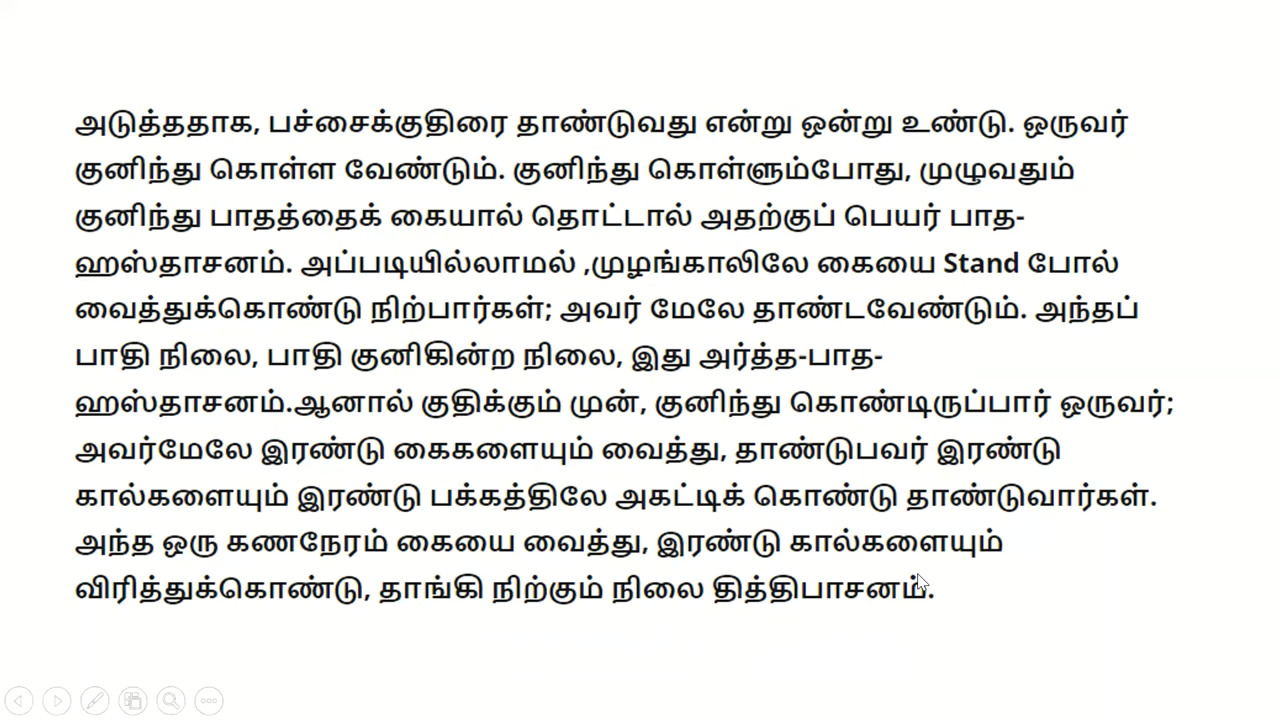 அடுத்ததாக, பச்சைக்குதிரை தாண்டுவது என்று ஒன்று உண்டு. ஒருவர்
குனிந்து கொள்ள வேண்டும். குனிந்து கொள்ளும்போது, முழுவதும்
குனிந்து பாதத்தைக் கையால் தொட்டால் அதற்குப் பெயர் பாத-
ஹஸ்தாசனம். அப்படியில்லாமல் ,முழங்காலிலே கையை Stand போல்
வைத்துக்கொண்டு நிற்பார்கள்; அவர் மேலே தாண்டவேண்டும். அந்தப்
பாதி நிலை, பாதி குனிகின்ற நிலை, இது அர்த்த-பாத-
ஹஸ்தாசனம்.ஆனால் குதிக்கும் முன், குனிந்து கொண்டிருப்பார் ஒருவர்;
அவர்மேலே இரண்டு கைகளையும் வைத்து, தாண்டுபவர் இரண்டு
கால்களையும் இரண்டு பக்கத்திலே அகட்டிக் கொண்டு தாண்டுவார்கள்.
அந்த ஒரு கணநேரம் கையை வைத்து, இரண்டு கால்களையும்
விரித்துக்கொண்டு, தாங்கி நிற்கும் நிலை தித்திபாசனம்.